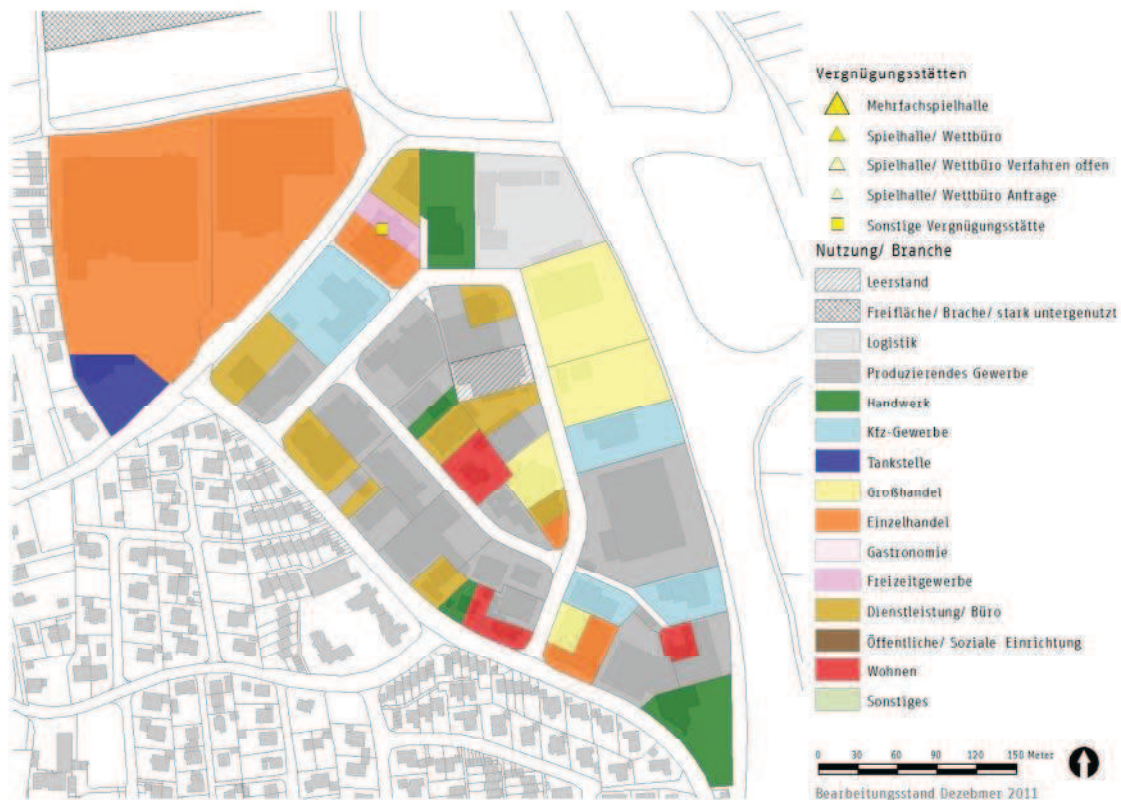 Vergnügungsstätten
Mehrfachspielhalle
Spielhalle/ Wettbüro
Spielhalle/ Wettbüro Verfahren offen
Spielhalle/ Wettbüro Anfrage
Sonstige Vergnügungsstätte
Nutzung/ Branche
Leerstand
Freifläche/ Brache/ stark untergenutzt
Logistik
Produzierendes Gewerbe
Handwerk
Kfz-Gewerbe
Tankstelle
Großhandel
Einzelhandel
Gastronomie
Freizeitgewerbe
Dienstleistung/ Büro
Öffentliche/ Soziale Einrichtung
Wohnen
Sonstiges
0 30 60 90 120 150 Meter
Bearbeitungsstand Dezebmer 2011